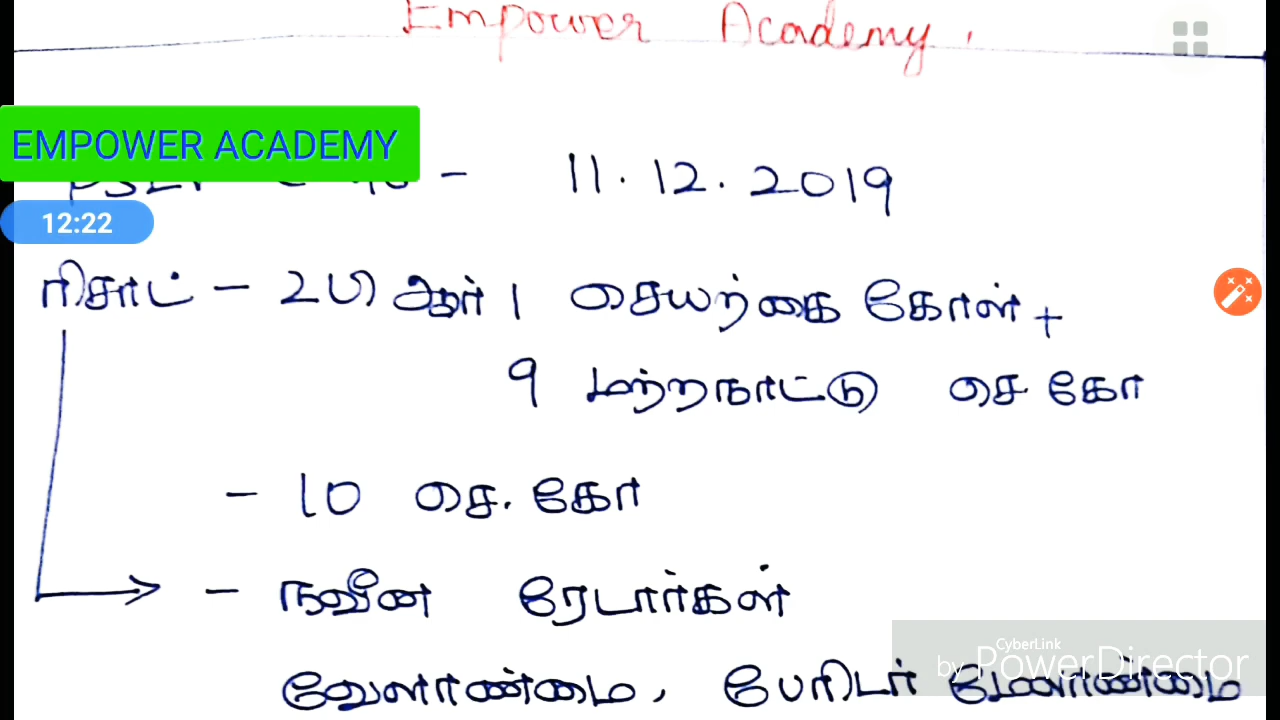 Empower Academy.
EMPOWER ACADEMY
- 11.12.2019
12:22
ரிசாட் - 2பி ஆர் 1 செயற்கை கோள் +
9 மற்றநாட்டு செ கோ
- 10 செ. கோ
- நவீன ரேடார்கள்
CyberLink
by PowerDirector
வேளாண்மை, பேரிடர் மேலாண்மை